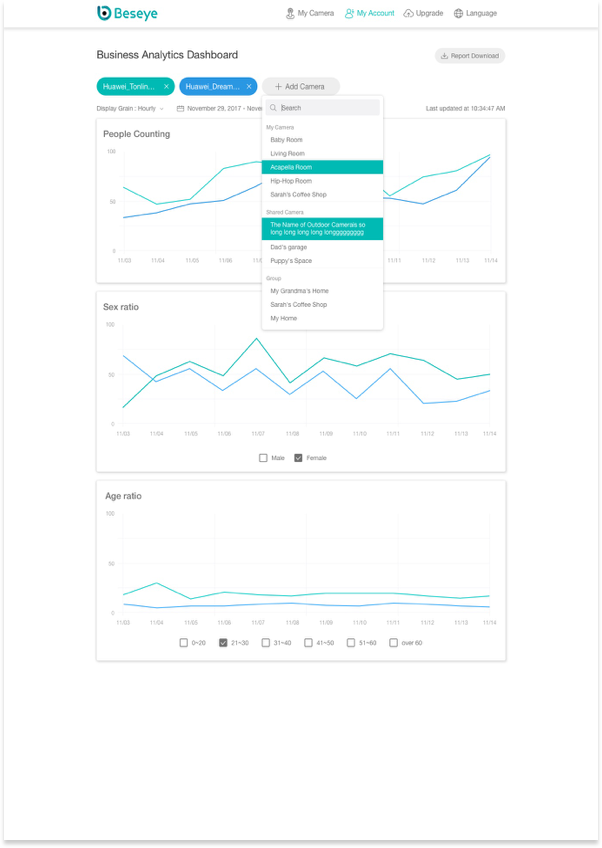 Beseye
My Camera
My Account
Upgrade
Language
Business Analytics Dashboard
Report Download
Huawei_Tonlin...
Huawei_Dream...
Add Camera
Display Grain : Hourly
November 29, 2017 - Nove
Last updated at 10:34:47 AM
Search
My Camera
Baby Room
Living Room
Acapella Room
Hip-Hop Room
Sarah's Coffee Shop
Shared Camera
The Name of Outdoor Camerais so
long long long long longggggggggg
Dad's garage
Puppy's Space
Group
My Grandma's Home
Sarah's Coffee Shop
My Home
People Counting
100
50
0
11/03 11/04 11/05 11/06 11/11 11/12 11/13 11/14
Sex ratio
100
50
0
11/03 11/04 11/05 11/06 11/07 11/08 11/09 11/10 11/11 11/12 11/13 11/14
Male Female
Age ratio
100
50
0
11/03 11/04 11/05 11/06 11/07 11/08 11/09 11/10 11/11 11/12 11/13 11/14
0~20 21~30 31~40 41~50 51~60 over 60